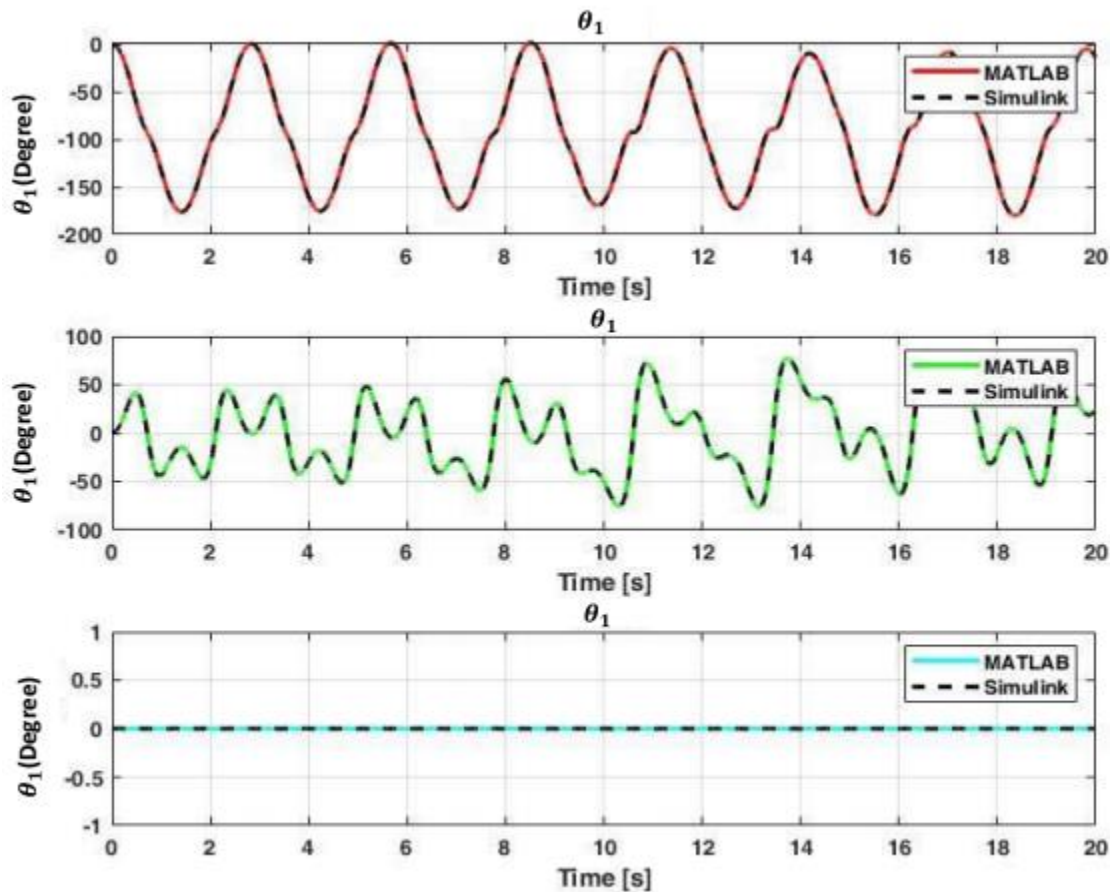 θ₁
0
-50
-100
-150
-200
θ₁(Degree)
MATLAB
Simulink
0 2 4 6 8 10 12 14 16 18 20
Time [s]
θ₁
100
50
0
-50
-100
θ₁(Degree)
MATLAB
Simulink
0 2 4 6 8 10 12 14 16 18 20
Time [s]
θ₁
1
0.5
0
-0.5
-1
θ₁(Degree)
MATLAB
Simulink
0 2 4 6 8 10 12 14 16 18 20
Time [s]